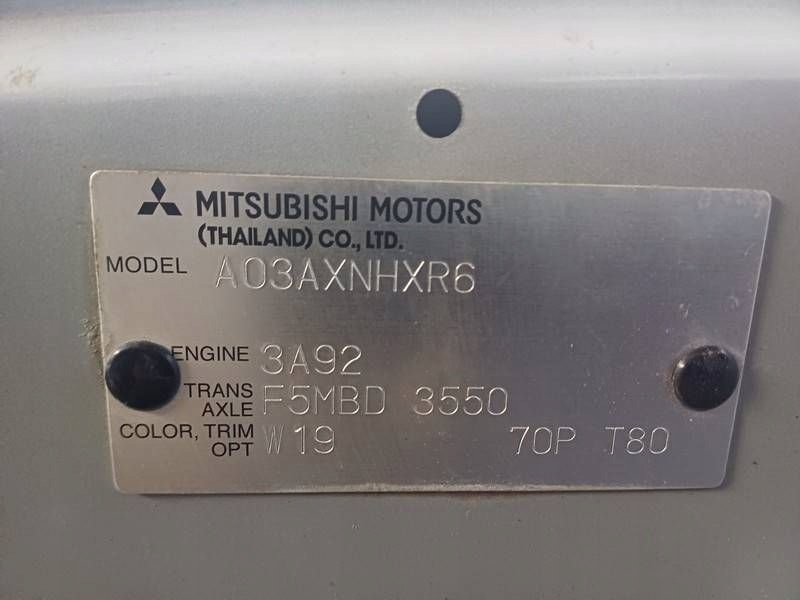 MITSUBISHI MOTORS
(THAILAND) CO., LTD.
MODEL A03AXNHXR6
ENGINE 3A92
TRANS AXLE F5MBD 3550
COLOR, TRIM OPT W19 70P T80